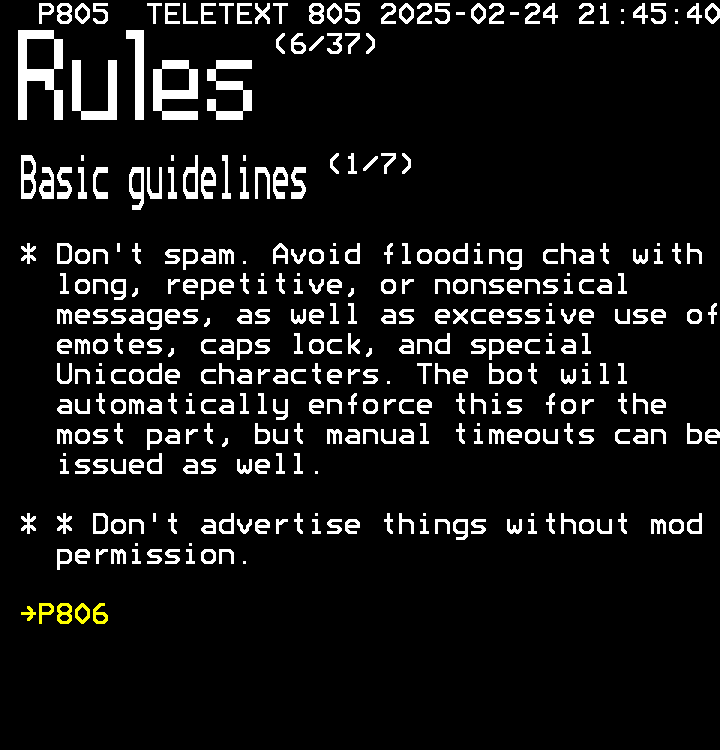 P805 TELETEXT 805 2025-02-24 21:45:40
Rules (6/37)
Basic guidelines (1/7)
* Don't spam. Avoid flooding chat with
long, repetitive, or nonsensical
messages, as well as excessive use of
emotes, caps lock, and special
Unicode characters. The bot will
automatically enforce this for the
most part, but manual timeouts can be
issued as well.
* * Don't advertise things without mod
permission.
→P806